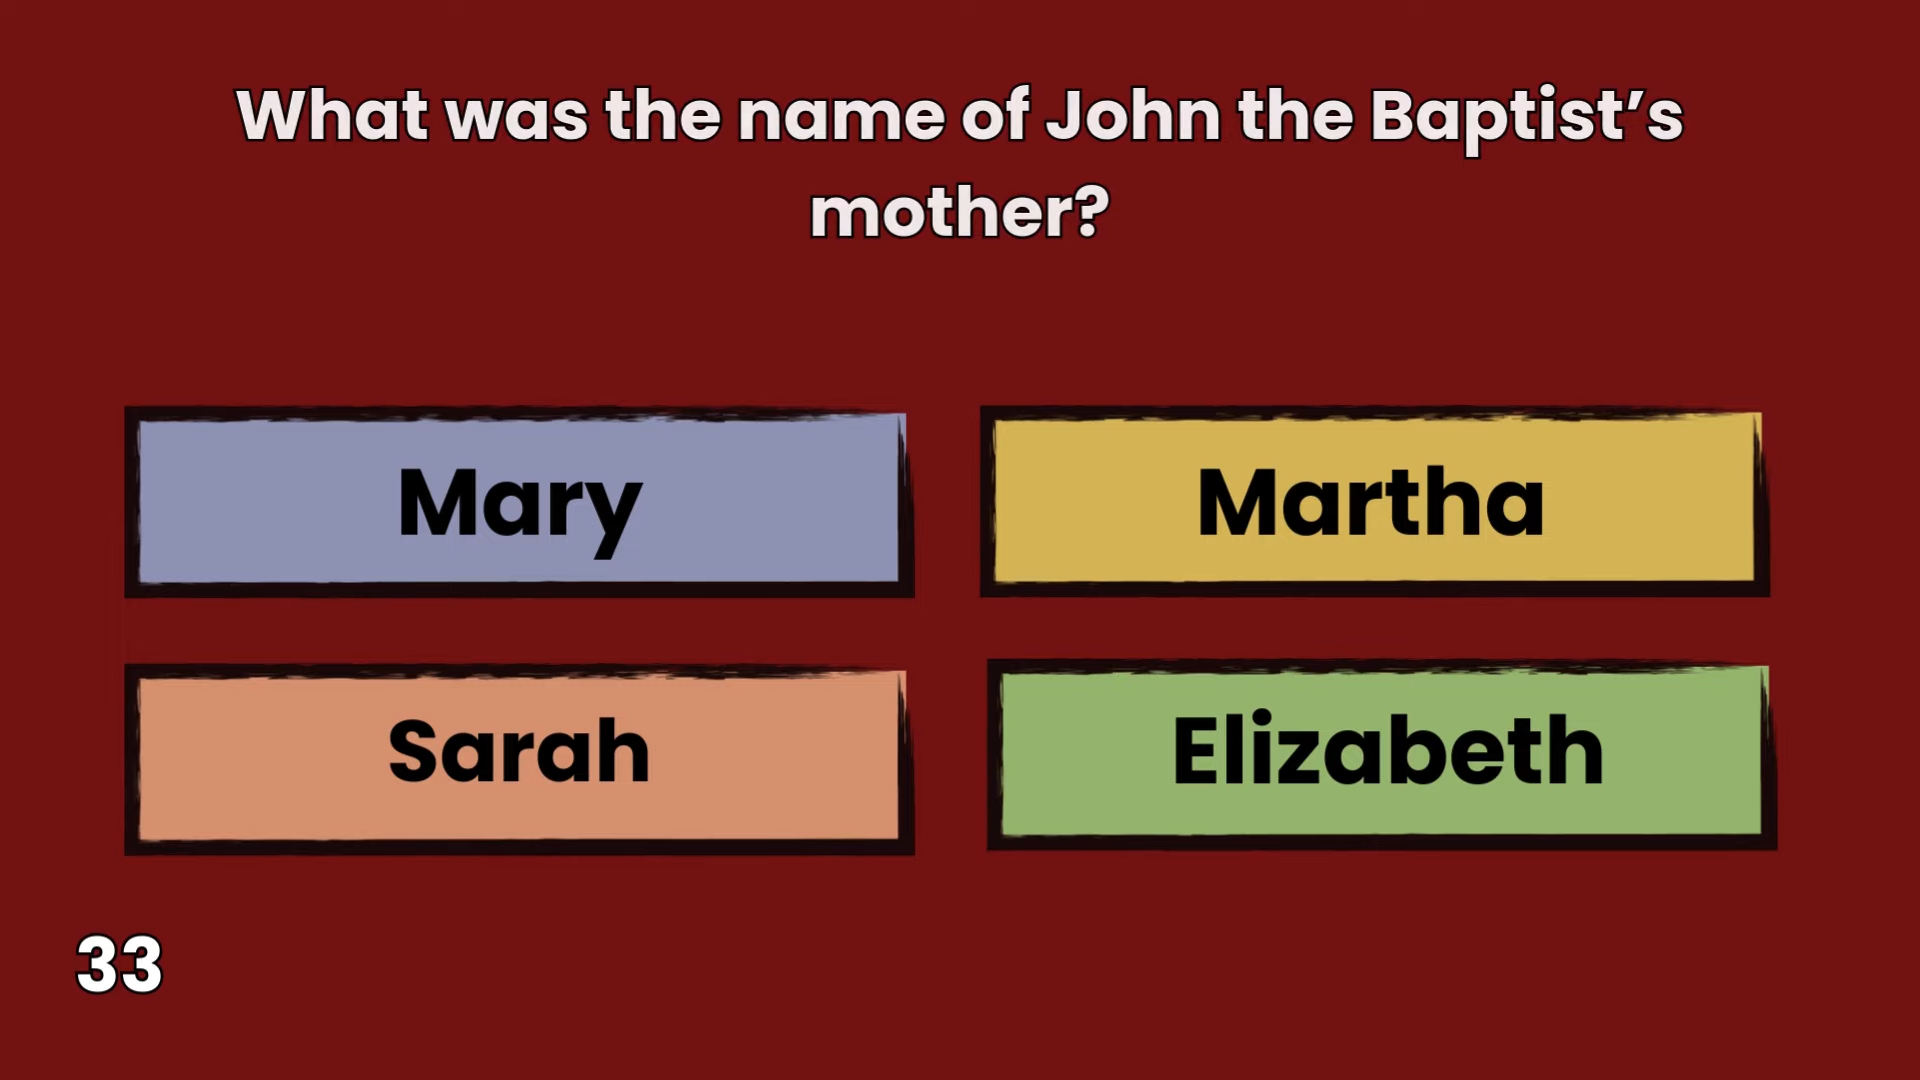 What was the name of John the Baptist’s
mother?
Mary
Martha
Sarah
Elizabeth
33